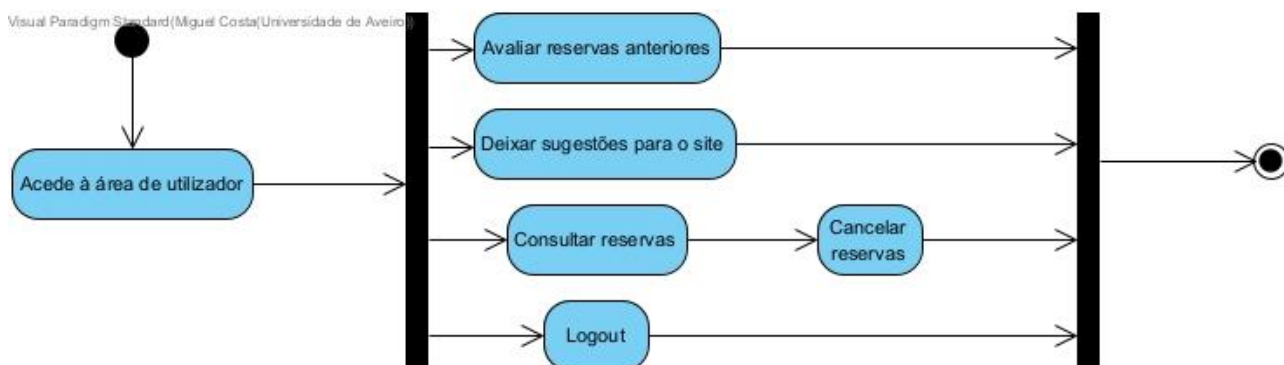 Visual Paradigm Standard(Miguel Costa(Universidade de Aveiro))
Avaliar reservas anteriores
Deixar sugestões para o site
Acede à área de utilizador
Consultar reservas
Cancelar
reservas
Logout